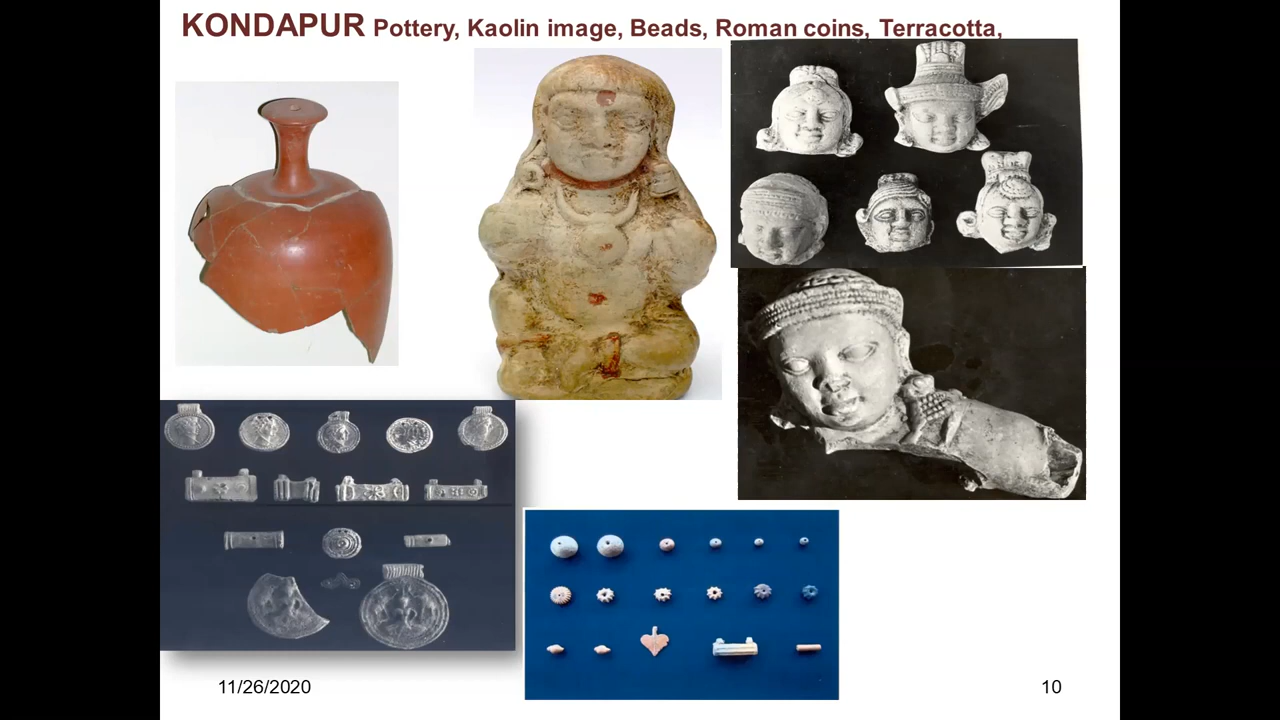 KONDAPUR Pottery, Kaolin image, Beads, Roman coins, Terracotta,
11/26/2020
10